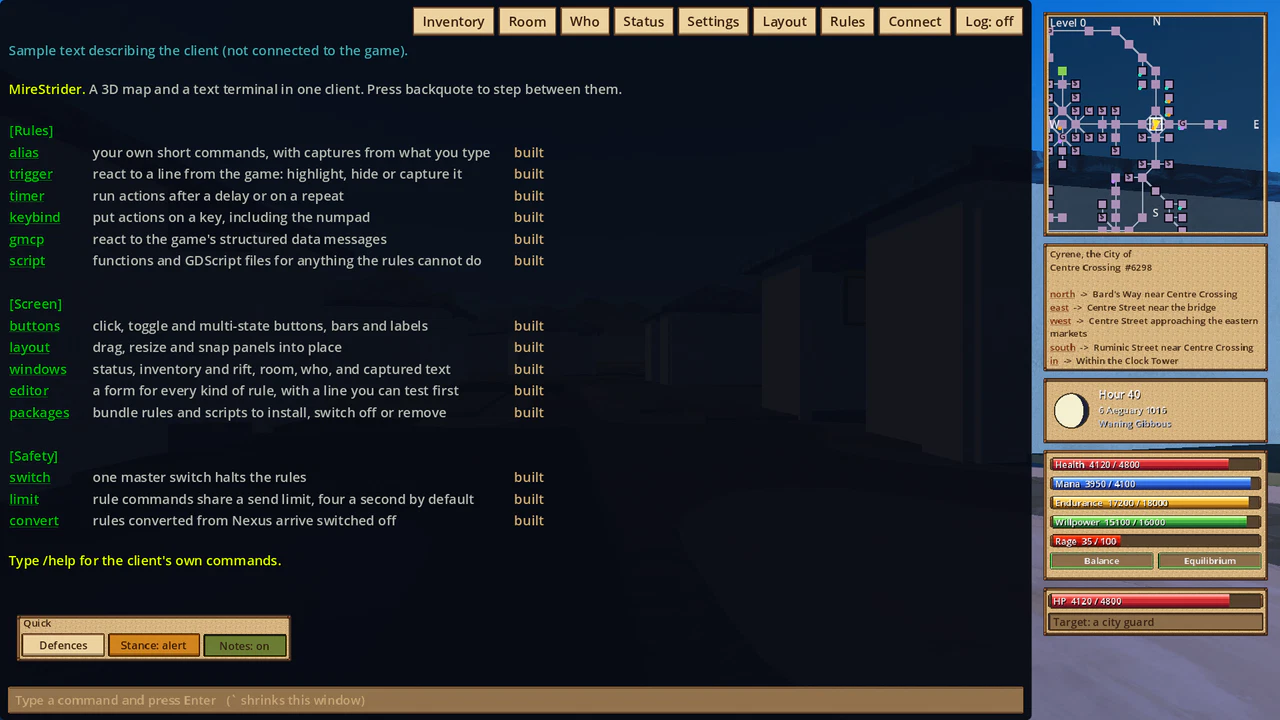 Inventory Room Who Status Settings Layout Rules Connect Log: off
Sample text describing the client (not connected to the game).
MireStrider. A 3D map and a text terminal in one client. Press backquote to step between them.
[Rules]
alias your own short commands, with captures from what you type built
trigger react to a line from the game: highlight, hide or capture it built
timer run actions after a delay or on a repeat built
keybind put actions on a key, including the numpad built
gmcp react to the game's structured data messages built
script functions and GDScript files for anything the rules cannot do built
[Screen]
buttons click, toggle and multi-state buttons, bars and labels built
layout drag, resize and snap panels into place built
windows status, inventory and rift, room, who, and captured text built
editor a form for every kind of rule, with a line you can test first built
packages bundle rules and scripts to install, switch off or remove built
[Safety]
switch one master switch halts the rules built
limit rule commands share a send limit, four a second by default built
convert rules converted from Nexus arrive switched off built
Type /help for the client's own commands.
Quick
Defences Stance: alert Notes: on
Type a command and press Enter (` shrinks this window)
Level 0
N
W E
S
Cyrene, the City of
Centre Crossing #6298
north -> Bard's Way near Centre Crossing
east -> Centre Street near the bridge
west -> Centre Street approaching the eastern
markets
south -> Ruminic Street near Centre Crossing
in -> Within the Clock Tower
Hour 40
6 Aeguary 1016
Waning Gibbous
Health 4120 / 4800
Mana 3950 / 4100
Endurance 17200 / 18000
Willpower 15100 / 16000
Rage 35 / 100
Balance Equilibrium
HP 4120 / 4800
Target: a city guard